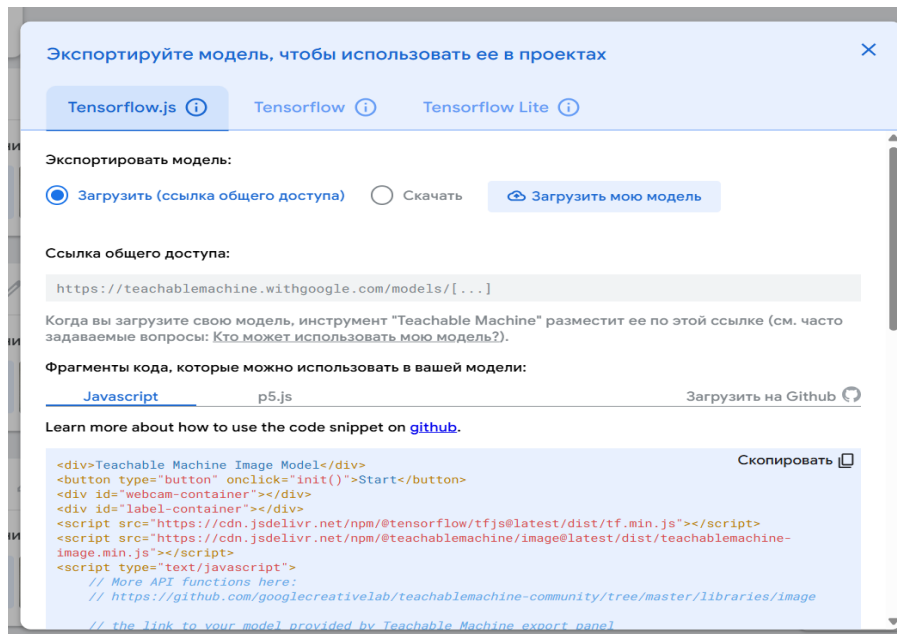 Экспортируйте модель, чтобы использовать ее в проектах
Tensorflow.js
Tensorflow
Tensorflow Lite
Экспортировать модель:
Загрузить (ссылка общего доступа)
Скачать
Загрузить мою модель
Ссылка общего доступа:
https://teachablemachine.withgoogle.com/models/[...]
Когда вы загрузите свою модель, инструмент "Teachable Machine" разместит ее по этой ссылке (см. часто
задаваемые вопросы: Кто может использовать мою модель?).
Фрагменты кода, которые можно использовать в вашей модели:
Javascript
p5.js
Загрузить на Github
Learn more about how to use the code snippet on github.
Скопировать
<div>Teachable Machine Image Model</div>
<button type="button" onclick="init()">Start</button>
<div id="webcam-container"></div>
<div id="label-container"></div>
<script src="https://cdn.jsdelivr.net/npm/@tensorflow/tfjs@latest/dist/tf.min.js"></script>
<script src="https://cdn.jsdelivr.net/npm/@teachablemachine/image@latest/dist/teachablemachine-
image.min.js"></script>
<script type="text/javascript">
// More API functions here:
// https://github.com/googlecreativelab/teachablemachine-community/tree/master/libraries/image
// the link to your model provided by Teachable Machine export panel